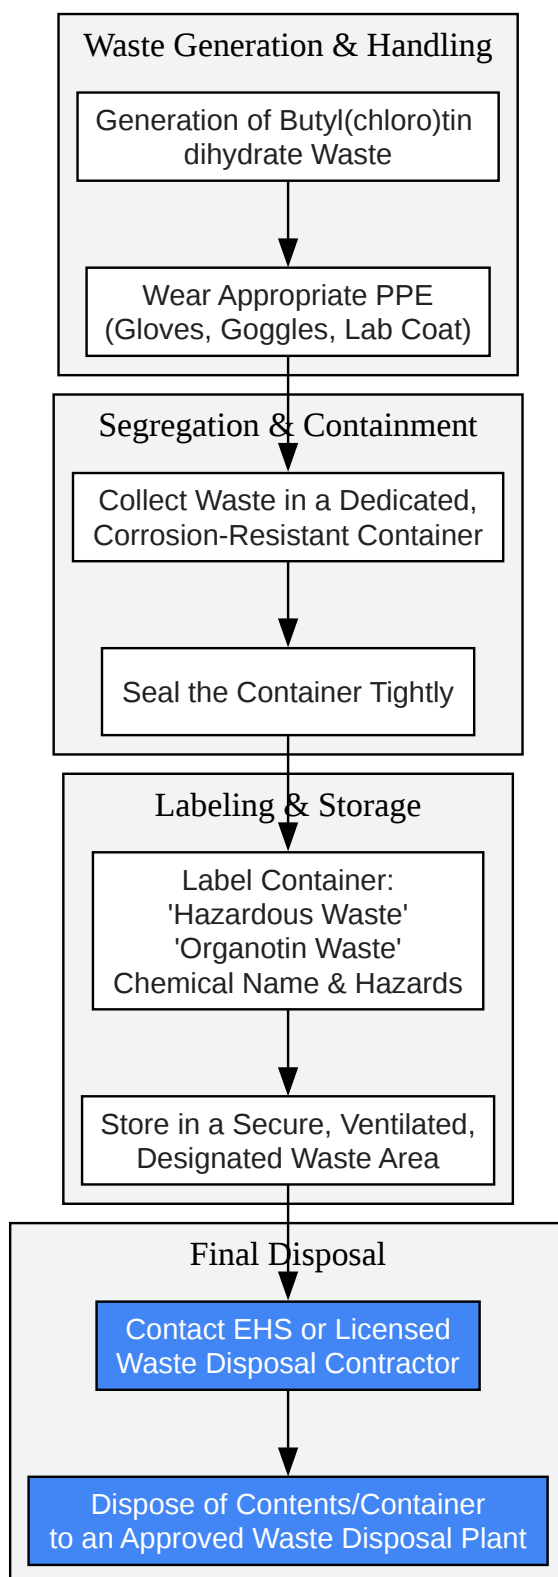 Waste Generation & Handling
Generation of Butyl(chloro)tin
dihydrate Waste
Wear Appropriate PPE
(Gloves, Goggles, Lab Coat)
Segregation & Containment
Collect Waste in a Dedicated,
Corrosion-Resistant Container
Seal the Container Tightly
Labeling & Storage
Label Container:
'Hazardous Waste'
'Organotin Waste'
Chemical Name & Hazards
Store in a Secure, Ventilated,
Designated Waste Area
Final Disposal
Contact EHS or Licensed
Waste Disposal Contractor
Dispose of Contents/Container
to an Approved Waste Disposal Plant